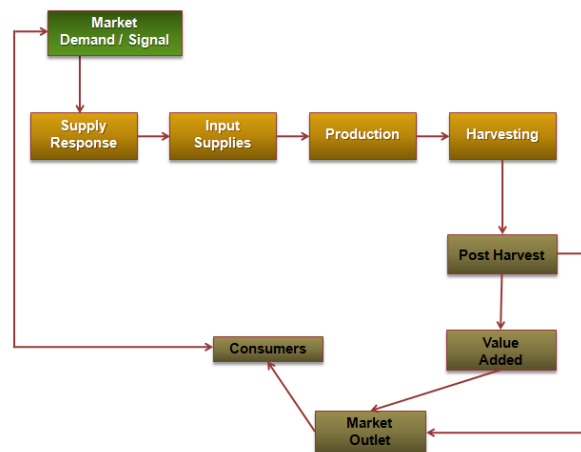 Market
Demand / Signal
Supply
Response
Input
Supplies
Production
Harvesting
Post Harvest
Value
Added
Consumers
Market
Outlet